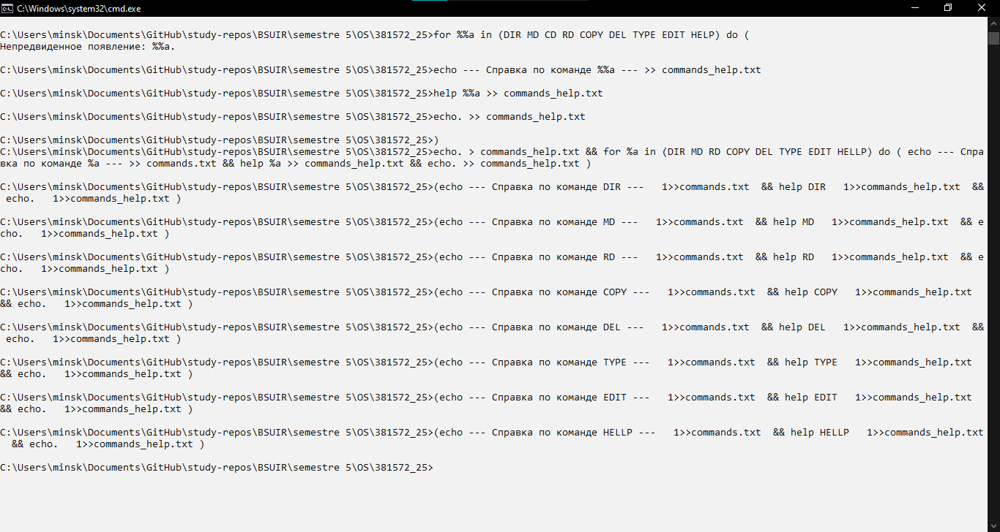 C:\Windows\system32\cmd.exe
C:\Users\minsk\Documents\GitHub\study-repos\BSUIR\semestre 5\OS\381572_25>for %%a in (DIR MD CD RD COPY DEL TYPE EDIT HELP) do (
Непредвиденное появление: %%a.
C:\Users\minsk\Documents\GitHub\study-repos\BSUIR\semestre 5\OS\381572_25>echo --- Справка по команде %%a --- >> commands_help.txt
C:\Users\minsk\Documents\GitHub\study-repos\BSUIR\semestre 5\OS\381572_25>help %%a >> commands_help.txt
C:\Users\minsk\Documents\GitHub\study-repos\BSUIR\semestre 5\OS\381572_25>echo. >> commands_help.txt
C:\Users\minsk\Documents\GitHub\study-repos\BSUIR\semestre 5\OS\381572_25>)
C:\Users\minsk\Documents\GitHub\study-repos\BSUIR\semestre 5\OS\381572_25>echo. > commands_help.txt && for %a in (DIR MD RD COPY DEL TYPE EDIT HELLP) do ( echo --- Спра
вка по команде %a --- >> commands.txt && help %a >> commands_help.txt && echo. >> commands_help.txt )
C:\Users\minsk\Documents\GitHub\study-repos\BSUIR\semestre 5\OS\381572_25>(echo --- Справка по команде DIR ---   1>>commands.txt  && help DIR   1>>commands_help.txt  &&
 echo.   1>>commands_help.txt )
C:\Users\minsk\Documents\GitHub\study-repos\BSUIR\semestre 5\OS\381572_25>(echo --- Справка по команде MD ---   1>>commands.txt  && help MD   1>>commands_help.txt  && e
cho.   1>>commands_help.txt )
C:\Users\minsk\Documents\GitHub\study-repos\BSUIR\semestre 5\OS\381572_25>(echo --- Справка по команде RD ---   1>>commands.txt  && help RD   1>>commands_help.txt  && e
cho.   1>>commands_help.txt )
C:\Users\minsk\Documents\GitHub\study-repos\BSUIR\semestre 5\OS\381572_25>(echo --- Справка по команде COPY ---   1>>commands.txt  && help COPY   1>>commands_help.txt
&& echo.   1>>commands_help.txt )
C:\Users\minsk\Documents\GitHub\study-repos\BSUIR\semestre 5\OS\381572_25>(echo --- Справка по команде DEL ---   1>>commands.txt  && help DEL   1>>commands_help.txt  &&
 echo.   1>>commands_help.txt )
C:\Users\minsk\Documents\GitHub\study-repos\BSUIR\semestre 5\OS\381572_25>(echo --- Справка по команде TYPE ---   1>>commands.txt  && help TYPE   1>>commands_help.txt
&& echo.   1>>commands_help.txt )
C:\Users\minsk\Documents\GitHub\study-repos\BSUIR\semestre 5\OS\381572_25>(echo --- Справка по команде EDIT ---   1>>commands.txt  && help EDIT   1>>commands_help.txt
&& echo.   1>>commands_help.txt )
C:\Users\minsk\Documents\GitHub\study-repos\BSUIR\semestre 5\OS\381572_25>(echo --- Справка по команде HELLP ---   1>>commands.txt  && help HELLP   1>>commands_help.txt
  && echo.   1>>commands_help.txt )
C:\Users\minsk\Documents\GitHub\study-repos\BSUIR\semestre 5\OS\381572_25>